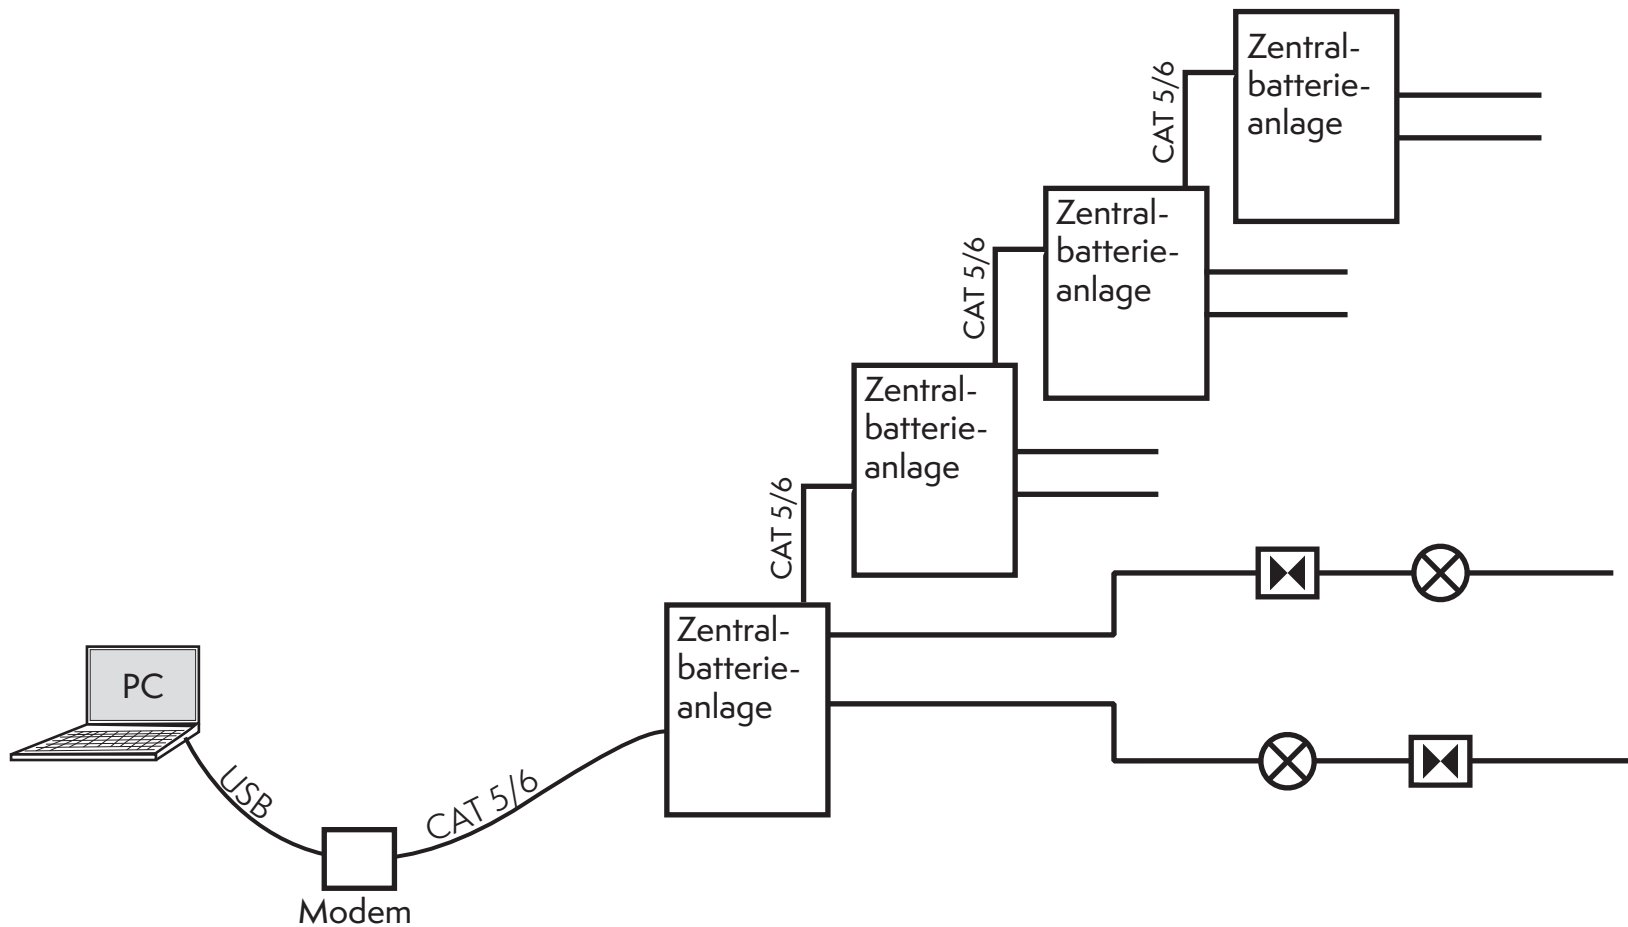 Zentral-
batterie-
anlage
CAT 5/6
Zentral-
batterie-
anlage
CAT 5/6
Zentral-
batterie-
anlage
CAT 5/6
Zentral-
batterie-
anlage
PC
USB
CAT 5/6
Modem